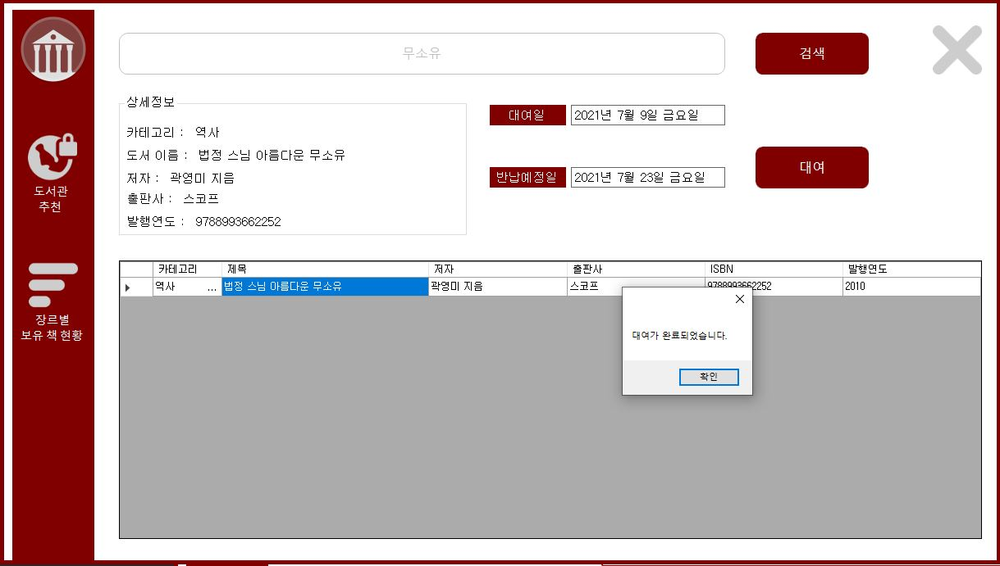 무소유
검색
도서관
추천
장르별
보유 책 현황
상세정보
카테고리 : 역사
도서 이름 : 법정 스님 아름다운 무소유
저자 : 곽영미 지음
출판사 : 스코프
발행연도 : 9788993662252
대여일 2021년 7월 9일 금요일
반납예정일 2021년 7월 23일 금요일
대여
카테고리 제목 저자 출판사 ISBN 발행연도
역사 ... 법정 스님 아름다운 무소유 곽영미 지음 스코프 9788993662252 2010
대여가 완료되었습니다.
확인